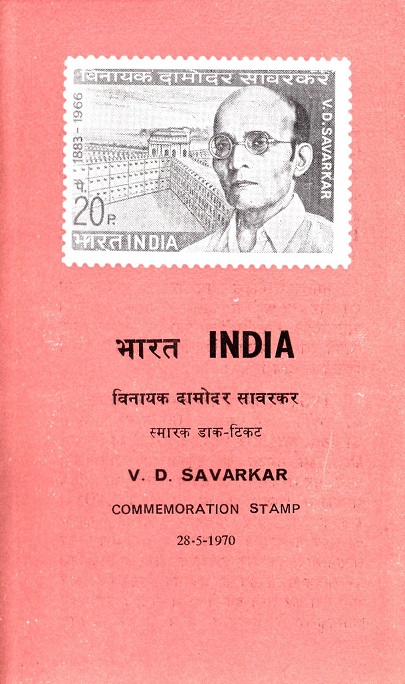 विनायक दामोदर सावरकर
1883-1966
V. D. SAVARKAR
पै.
20 P.
भारत INDIA
भारत INDIA
विनायक दामोदर सावरकर
स्मारक डाक-टिकट
V. D. SAVARKAR
COMMEMORATION STAMP
28-5-1970